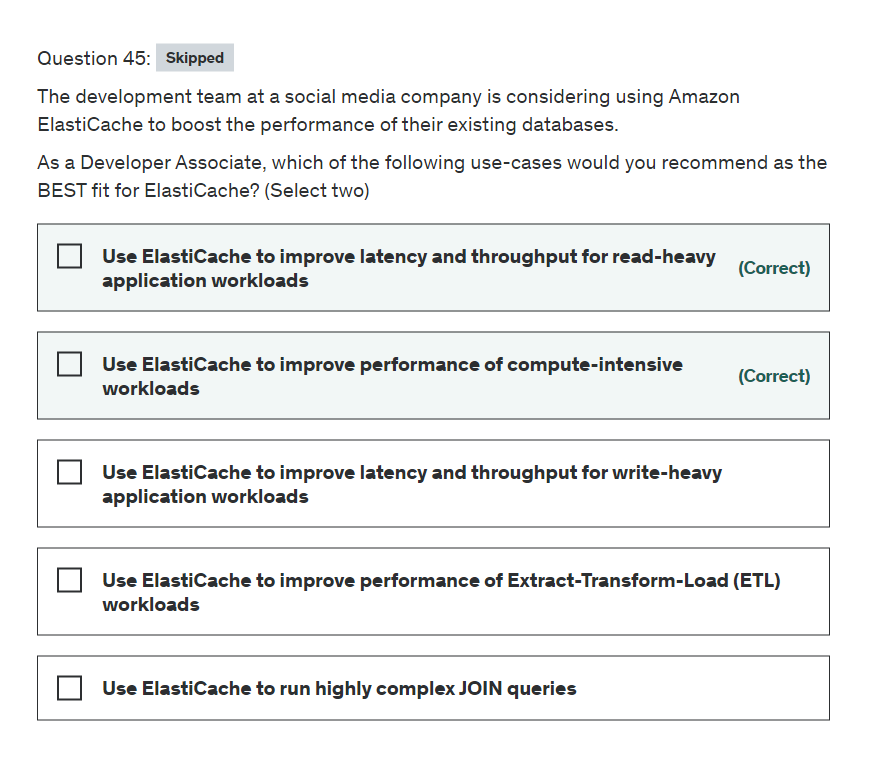 Question 45: Skipped
The development team at a social media company is considering using Amazon
ElastiCache to boost the performance of their existing databases.
As a Developer Associate, which of the following use-cases would you recommend as the
BEST fit for ElastiCache? (Select two)
Use ElastiCache to improve latency and throughput for read-heavy
application workloads
(Correct)
Use ElastiCache to improve performance of compute-intensive
workloads
(Correct)
Use ElastiCache to improve latency and throughput for write-heavy
application workloads
Use ElastiCache to improve performance of Extract-Transform-Load (ETL)
workloads
Use ElastiCache to run highly complex JOIN queries